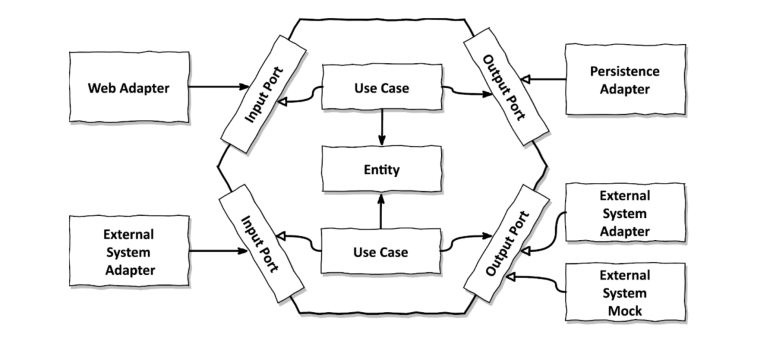 Web Adapter
Input Port
Use Case
Output Port
Persistence
Adapter
Entity
External
System
Adapter
Input Port
Use Case
Output Port
External
System
Adapter
External
System
Mock